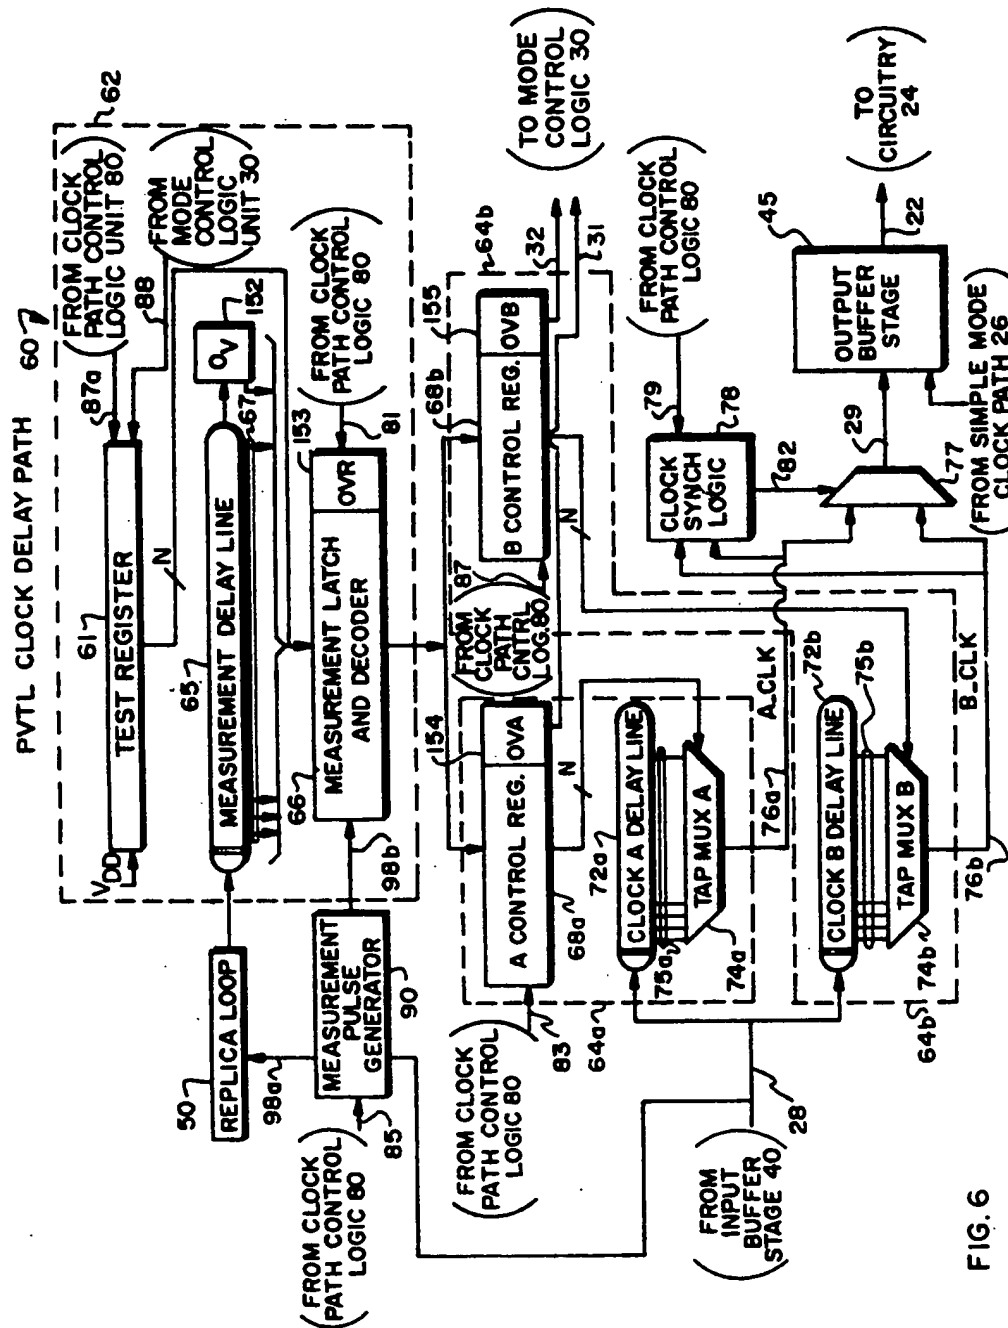 PVTL CLOCK DELAY PATH
60
62
(FROM CLOCK
PATH CONTROL
LOGIC UNIT 80)
87a
(FROM
MODE
CONTROL
LOGIC
UNIT 30)
88
61
TEST REGISTER
VDD
N
65
MEASUREMENT DELAY LINE
OV
152
67
50
REPLICA LOOP
98a
MEASUREMENT
PULSE
GENERATOR
90
98b
(FROM CLOCK
PATH CONTROL
LOGIC 80)
85
66
MEASUREMENT LATCH
AND DECODER
OVR
153
81
(FROM CLOCK
PATH CONTROL
LOGIC 80)
(FROM CLOCK
PATH CONTROL
LOGIC 80)
83
64a
A CONTROL REG.
OVA
154
68a
N
(FROM
CLOCK
PATH
CNTRL
LOG.80)
87
68b
B CONTROL REG.
OVB
155
64b
N
32
31
(TO MODE
CONTROL
LOGIC 30)
72a
CLOCK A DELAY LINE
75a
TAP MUX A
74a
76a
A_CLK
CLOCK B DELAY LINE
72b
75b
TAP MUX B
74b
64b
76b
B_CLK
28
(FROM
INPUT
BUFFER
STAGE 40)
(FROM CLOCK
PATH CONTROL
LOGIC 80)
79
CLOCK
SYNCH
LOGIC
78
82
77
29
OUTPUT
BUFFER
STAGE
45
22
(TO
CIRCUITRY
24)
(FROM SIMPLE MODE
CLOCK PATH 26)
FIG. 6